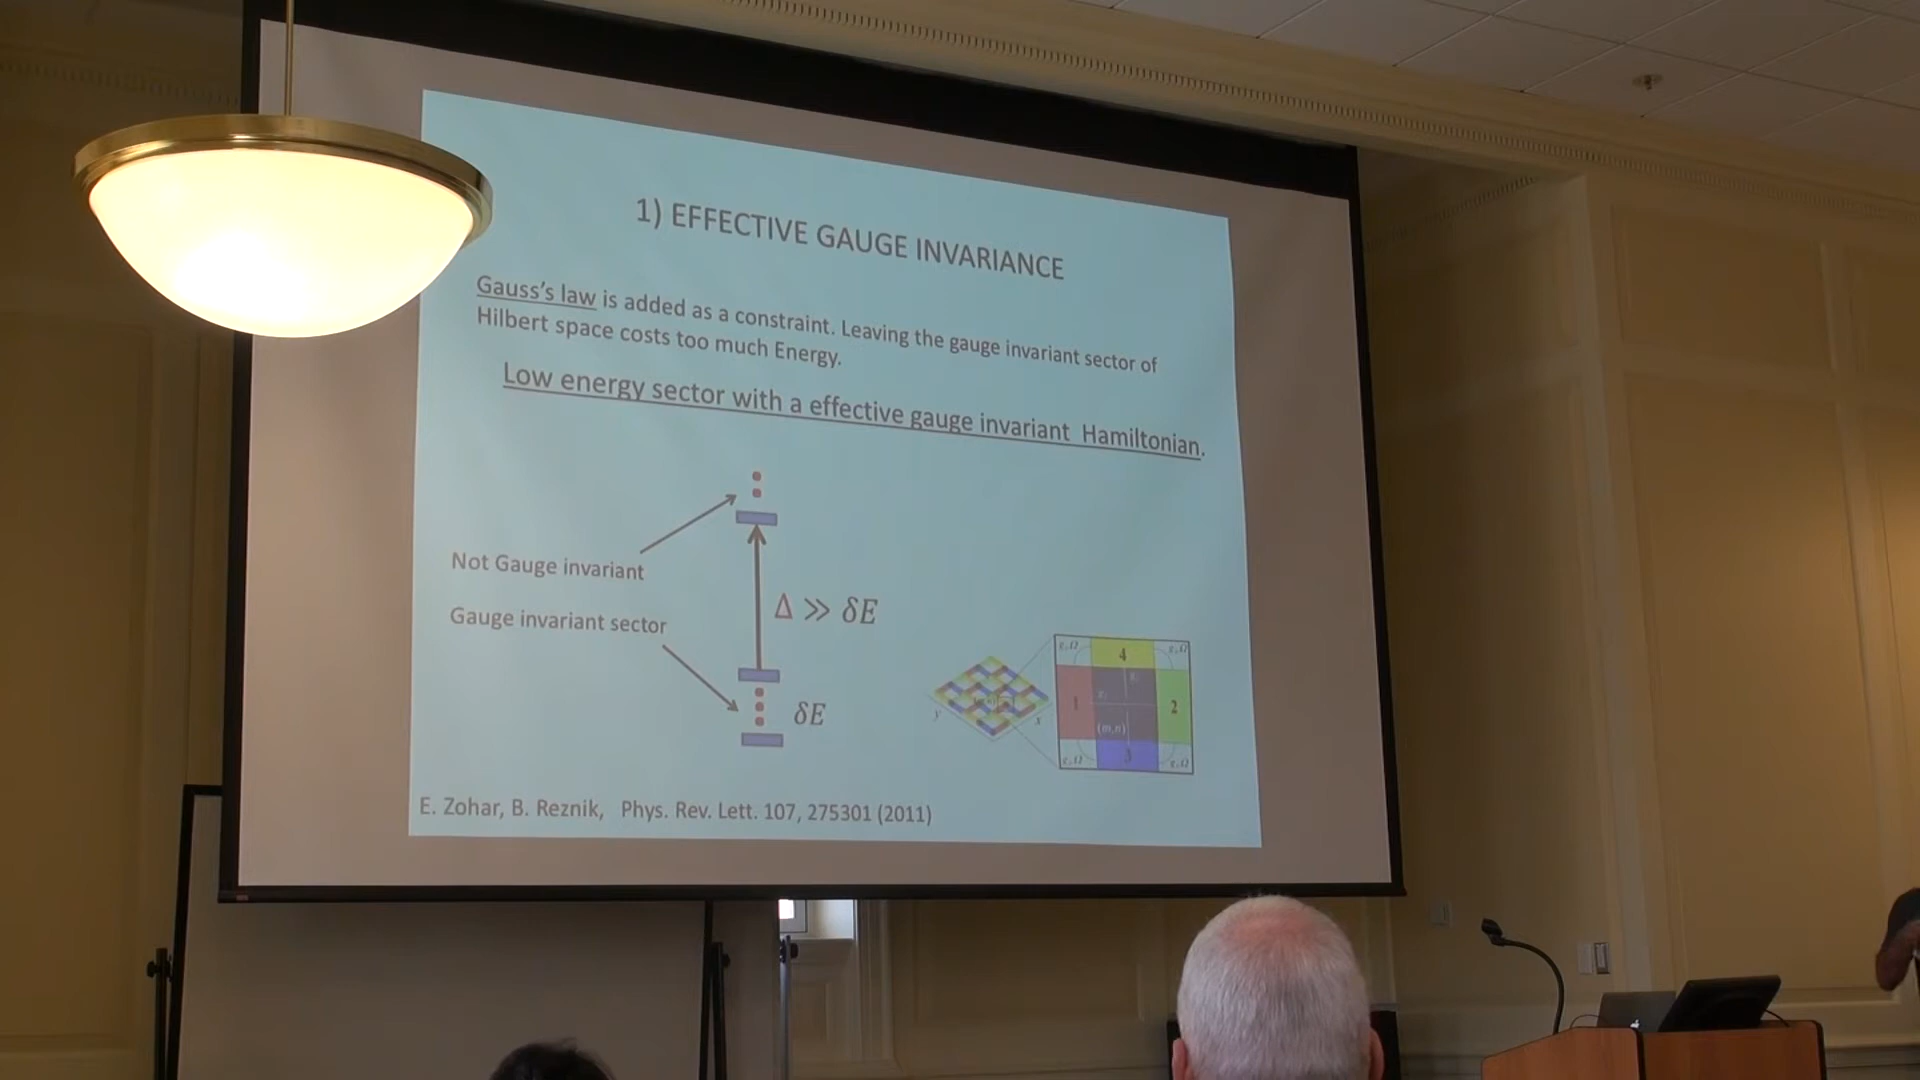 1) EFFECTIVE GAUGE INVARIANCE
Gauss's law is added as a constraint. Leaving the gauge invariant sector of
Hilbert space costs too much Energy.
Low energy sector with a effective gauge invariant Hamiltonian.
Not Gauge invariant
Gauge invariant sector
Δ ≫ δE
δE
4
1
2
(m,n)
3
y
x
E. Zohar, B. Reznik, Phys. Rev. Lett. 107, 275301 (2011)